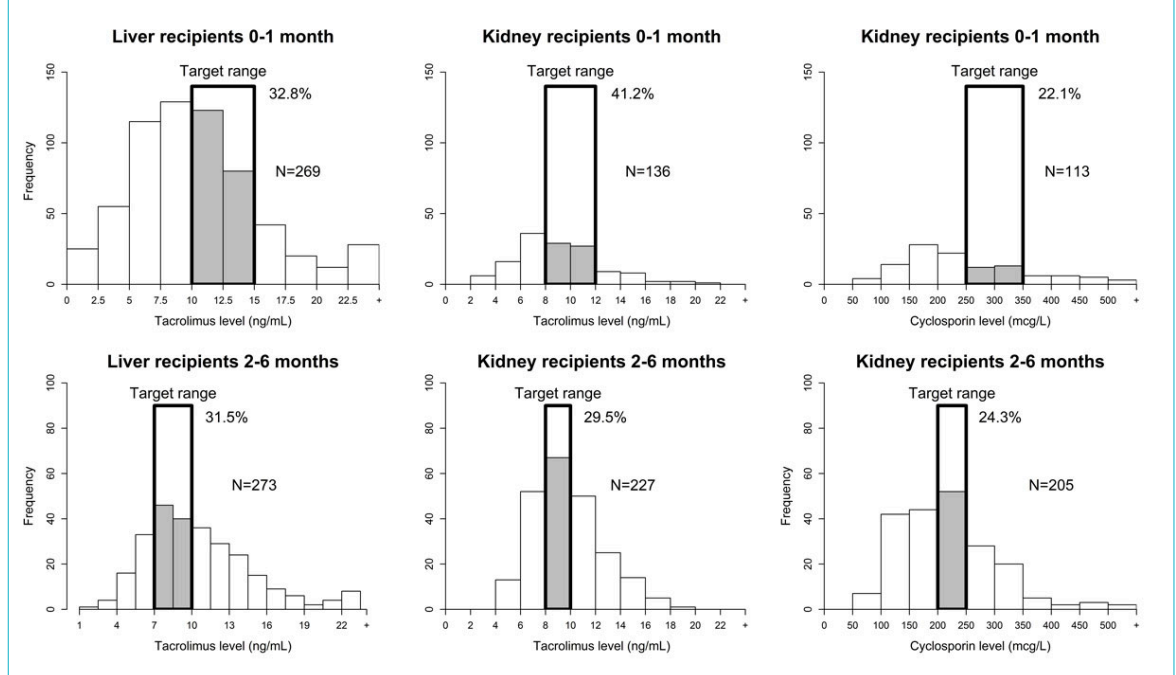 Liver recipients 0-1 month
Target range
32.8%
N=269
Frequency
0
50
100
150
0 2.5 5 7.5 10 12.5 15 17.5 20 22.5 +
Tacrolimus level (ng/mL)
Kidney recipients 0-1 month
Target range
41.2%
N=136
0
50
100
150
0 2 4 6 8 10 12 14 16 18 20 22 +
Tacrolimus level (ng/mL)
Kidney recipients 0-1 month
Target range
22.1%
N=113
0
50
100
150
0 50 100 150 200 250 300 350 400 450 500 +
Cyclosporin level (mcg/L)
Liver recipients 2-6 months
Target range
31.5%
N=273
Frequency
0
20
40
60
80
100
1 4 7 10 13 16 19 22 +
Tacrolimus level (ng/mL)
Kidney recipients 2-6 months
Target range
29.5%
N=227
0
20
40
60
80
100
0 2 4 6 8 10 12 14 16 18 20 22 +
Tacrolimus level (ng/mL)
Kidney recipients 2-6 months
Target range
24.3%
N=205
Frequency
0
20
40
60
80
100
0 50 100 150 200 250 300 350 400 450 500 +
Cyclosporin level (mcg/L)